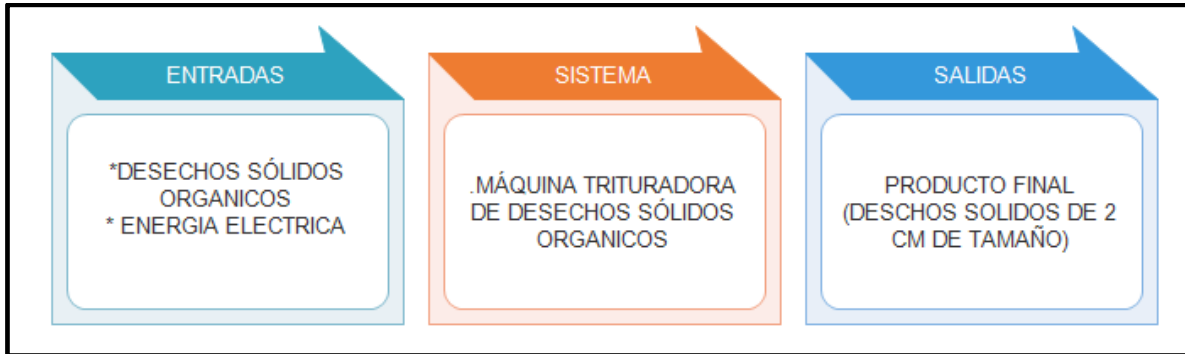 ENTRADAS
*DESECHOS SÓLIDOS
ORGANICOS
* ENERGIA ELECTRICA
SISTEMA
.MÁQUINA TRITURADORA
DE DESECHOS SÓLIDOS
ORGANICOS
SALIDAS
PRODUCTO FINAL
(DESCHOS SOLIDOS DE 2
CM DE TAMAÑO)